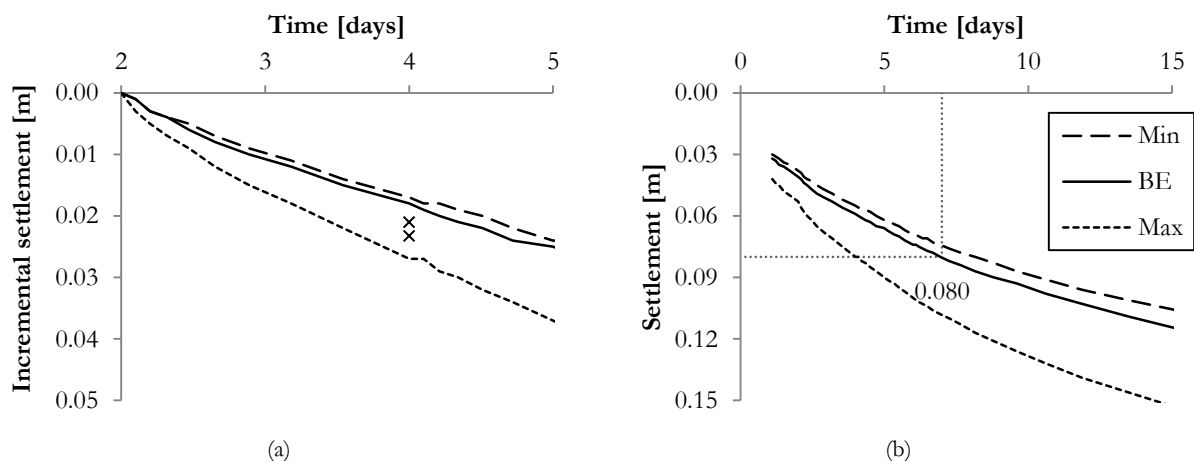 Time [days]
2 3 4 5
0.00
0.01
0.02
0.03
0.04
0.05
Incremental settlement [m]
(a)
Time [days]
0 5 10 15
0.00
0.03
0.06
0.09
0.12
0.15
Settlement [m]
0.080
Min
BE
Max
(b)